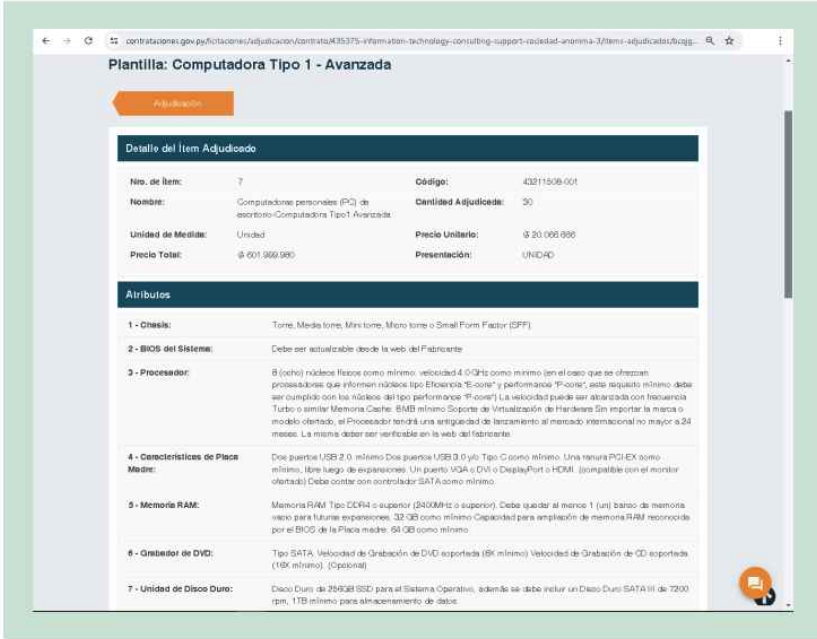 contrataciones.gov.py/licitaciones/adjudicacion/contrato/435375-information-technology-consulting-support-sociedad-anonima-3/items-adjudicados/
Plantilla: Computadora Tipo 1 - Avanzada
Adjudicación
Detalle del Ítem Adjudicado
Nro. de Ítem: 7 Código: 43211508-001
Nombre: Computadoras personales (PC) de Cantidad Adjudicada: 30
escritorio-Computadora Tipo1 Avanzada
Unidad de Medida: Unidad Precio Unitario: ₲ 20.066.666
Precio Total: ₲ 601.999.980 Presentación: UNIDAD
Atributos
1 - Chasis: Torre, Media torre, Mini torre, Micro torre o Small Form Factor (SFF)
2 - BIOS del Sistema: Debe ser actualizable desde la web del Fabricante
3 - Procesador: 8 (ocho) núcleos físicos como mínimo, velocidad 4.0 GHz como mínimo (en el caso que se ofrezcan
procesadores que informen núcleos tipo Eficiencia "E-core" y performance "P-core", este requisito mínimo debe
ser cumplido con los núcleos del tipo performance "P-core") La velocidad puede ser alcanzada con frecuencia
Turbo o similar Memoria Cache: 8MB mínimo Soporte de Virtualización de Hardware Sin importar la marca o
modelo ofertado, el Procesador tendrá una antigüedad de lanzamiento al mercado internacional no mayor a 24
meses. La misma deber ser verificable en la web del fabricante.
4 - Características de Placa Dos puertos USB 2.0. mínimo Dos puertos USB 3.0 y/o Tipo C como mínimo. Una ranura PCI-EX como
Madre: mínimo, libre luego de expansiones. Un puerto VGA o DVI o DisplayPort o HDMI. (compatible con el monitor
ofertado) Debe contar con controlador SATA como mínimo.
5 - Memoria RAM: Memoria RAM Tipo DDR4 o superior (2400MHz o superior). Debe quedar al menos 1 (un) banco de memoria
vacío para futuras expansiones. 32 GB como mínimo Capacidad para ampliación de memoria RAM reconocida
por el BIOS de la Placa madre: 64 GB como mínimo
6 - Grabador de DVD: Tipo SATA. Velocidad de Grabación de DVD soportada (8X mínimo) Velocidad de Grabación de CD soportada
(16X mínimo). (Opcional)
7 - Unidad de Disco Duro: Disco Duro de 256GB SSD para el Sistema Operativo, además se debe incluir un Disco Duro SATA III de 7200
rpm, 1TB mínimo para almacenamiento de datos.